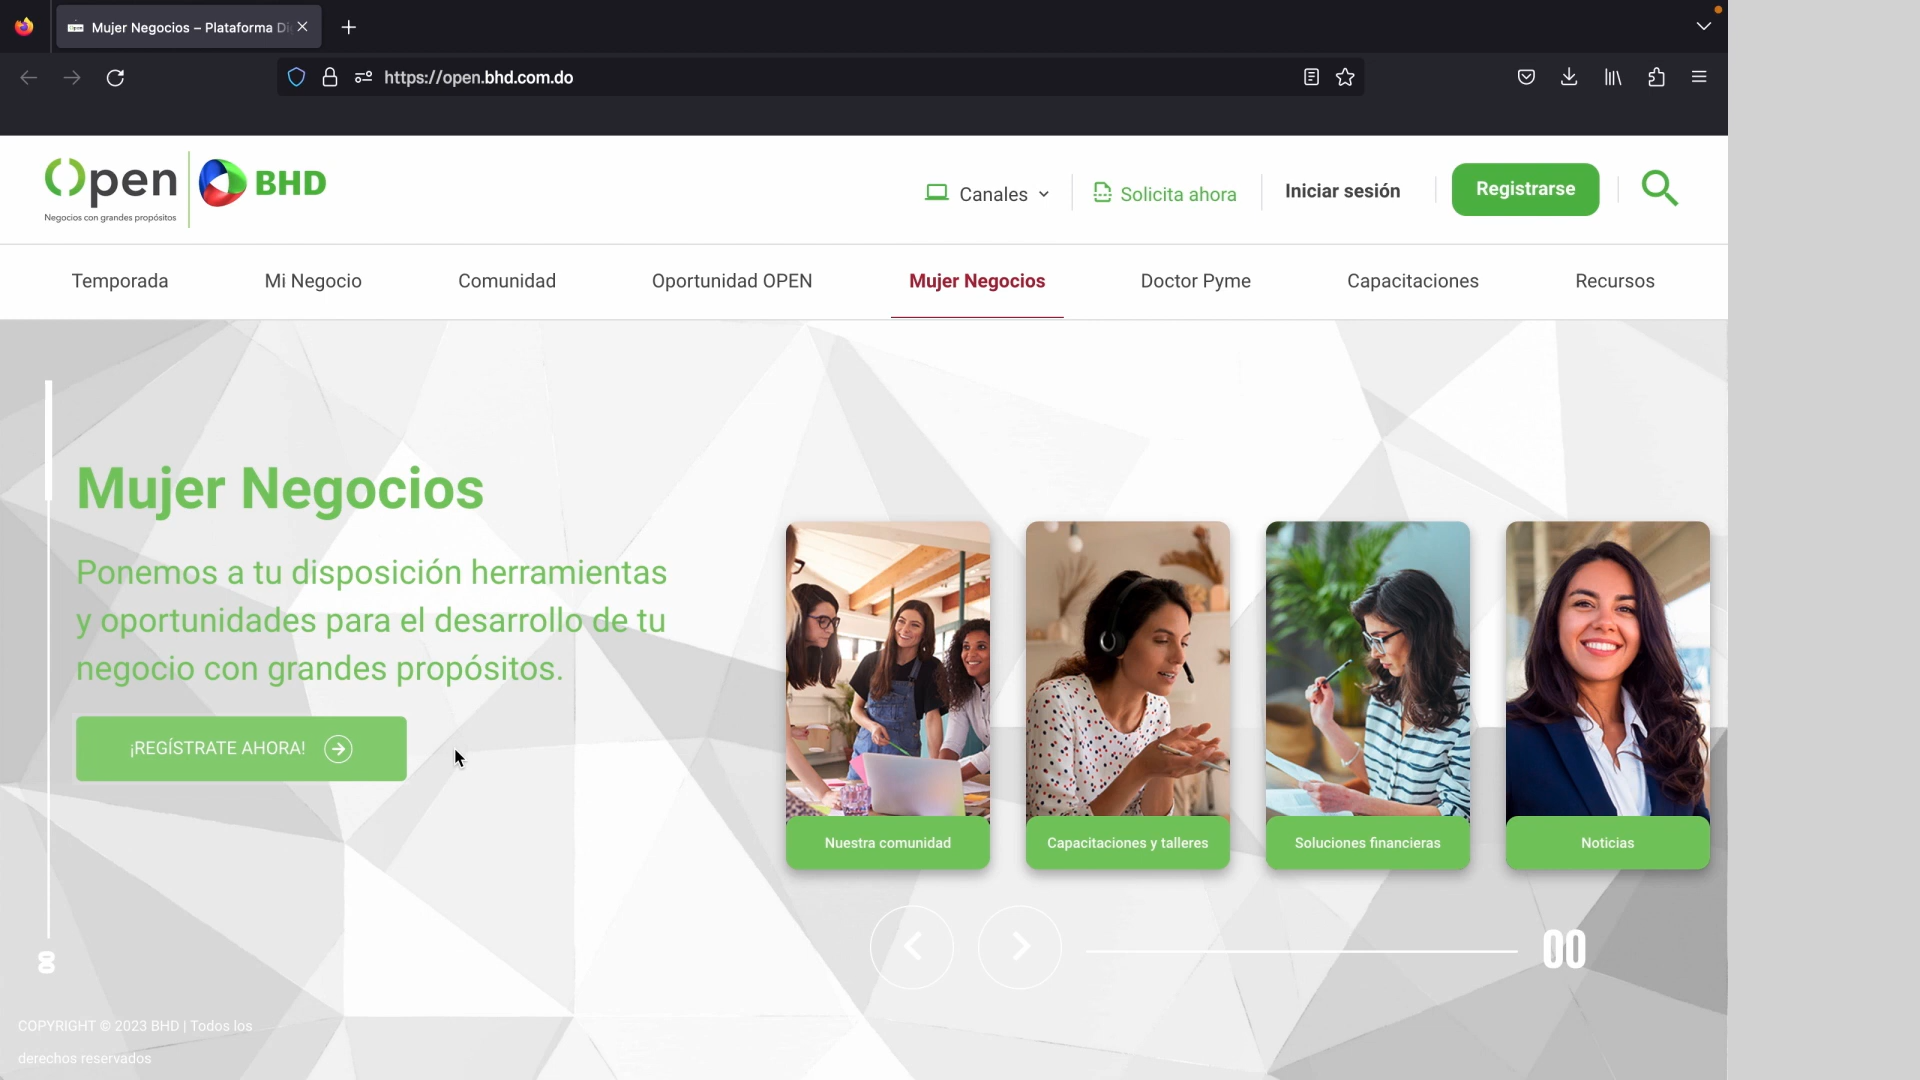 Mujer Negocios – Plataforma Di
https://open.bhd.com.do
Open BHD
Negocios con grandes propósitos
Canales
Solicita ahora
Iniciar sesión
Registrarse
Temporada
Mi Negocio
Comunidad
Oportunidad OPEN
Mujer Negocios
Doctor Pyme
Capacitaciones
Recursos
Mujer Negocios
Ponemos a tu disposición herramientas
y oportunidades para el desarrollo de tu
negocio con grandes propósitos.
¡REGÍSTRATE AHORA!
Nuestra comunidad
Capacitaciones y talleres
Soluciones financieras
Noticias
00
8
COPYRIGHT © 2023 BHD | Todos los
derechos reservados